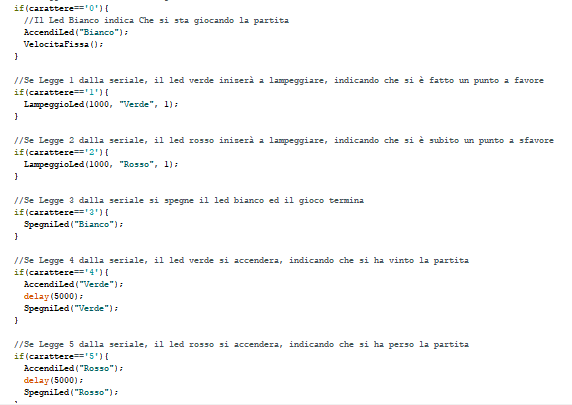 if(carattere=='0'){
//Il Led Bianco indica Che si sta giocando la partita
AccendiLed("Bianco");
VelocitaFissa();
}
//Se Legge 1 dalla seriale, il led verde inizerà a lampeggiare, indicando che si è fatto un punto a favore
if(carattere=='1'){
LampeggioLed(1000, "Verde", 1);
}
//Se Legge 2 dalla seriale, il led rosso inizerà a lampeggiare, indicando che si è subito un punto a sfavore
if(carattere=='2'){
LampeggioLed(1000, "Rosso", 1);
}
//Se Legge 3 dalla seriale si spegne il led bianco ed il gioco termina
if(carattere=='3'){
SpegniLed("Bianco");
}
//Se Legge 4 dalla seriale, il led verde si accendera, indicando che si ha vinto la partita
if(carattere=='4'){
AccendiLed("Verde");
delay(5000);
SpegniLed("Verde");
}
//Se Legge 5 dalla seriale, il led rosso si accendera, indicando che si ha perso la partita
if(carattere=='5'){
AccendiLed("Rosso");
delay(5000);
SpegniLed("Rosso");